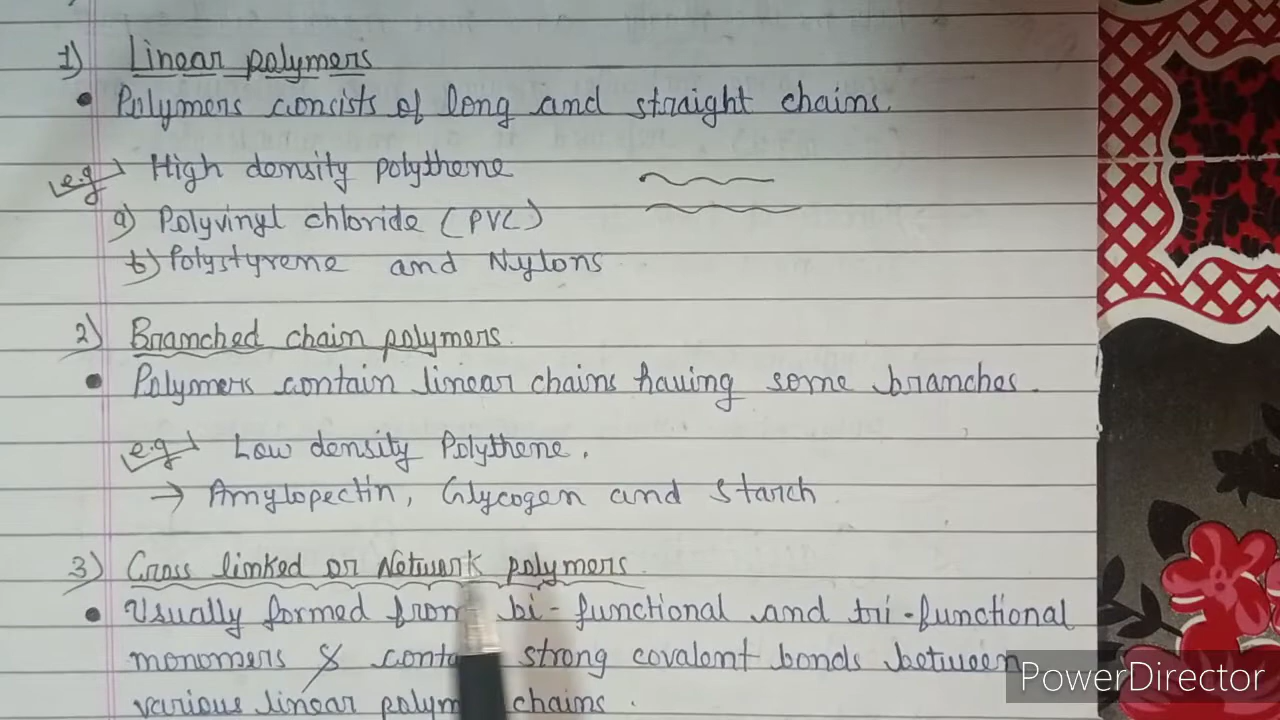 1) Linear polymers
• Polymers consists of long and straight chains.
e.g High density polythene
a) Polyvinyl chloride (PVC)
b) Polystyrene and Nylons
2) Branched chain polymers.
• Polymers contain linear chains having some branches.
e.g Low density Polythene.
→ Amylopectin, Glycogen and Starch
3) Cross linked or Network polymers.
• Usually formed from bi-functional and tri-functional
monomers & strong covalent bonds between
various linear chains.
PowerDirector